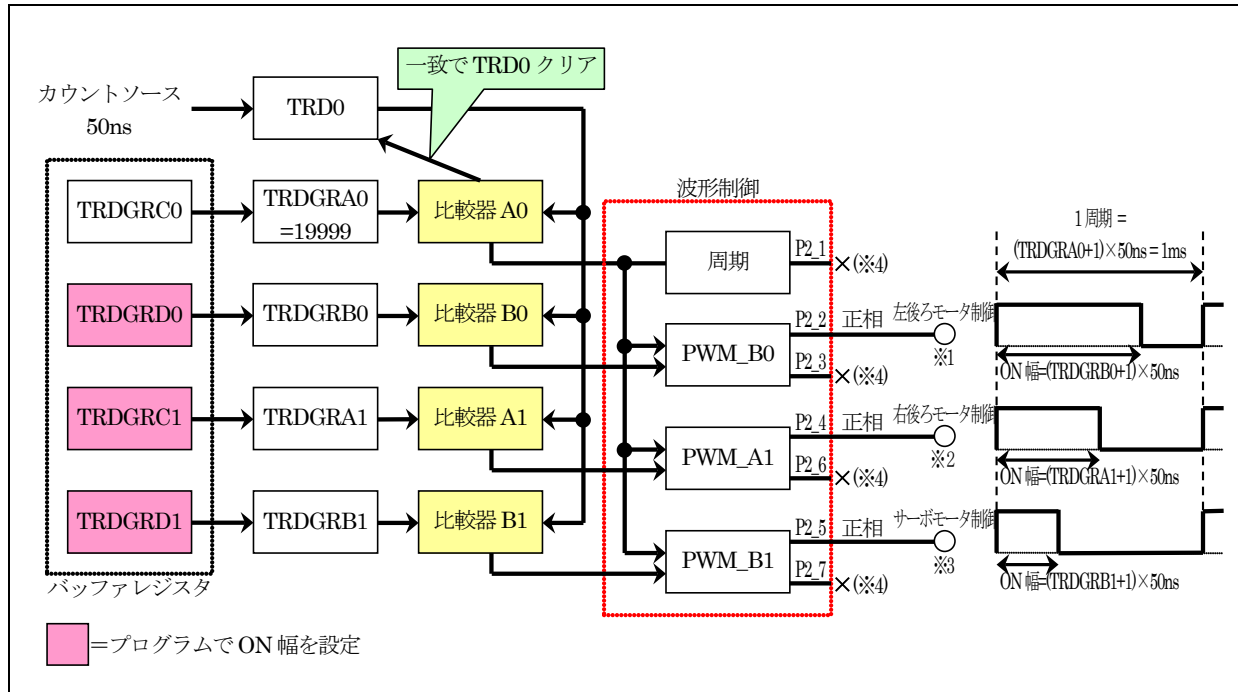 一致で TRD0 クリア
カウントソース
50ns
TRD0
TRDGRC0
TRDGRA0
=19999
比較器 A0
波形制御
周期
P2_1
×(※4)
1 周期 =
(TRDGRA0+1)×50ns = 1ms
TRDGRD0
TRDGRB0
比較器 B0
PWM_B0
P2_2
正相
左後ろモータ制御
※1
P2_3
×(※4)
ON 幅=(TRDGRB0+1)×50ns
TRDGRC1
TRDGRA1
比較器 A1
PWM_A1
P2_4
正相
右後ろモータ制御
※2
P2_6
×(※4)
ON 幅=(TRDGRA1+1)×50ns
TRDGRD1
TRDGRB1
比較器 B1
PWM_B1
P2_5
正相
サーボモータ制御
※3
P2_7
×(※4)
ON 幅=(TRDGRB1+1)×50ns
バッファレジスタ
=プログラムで ON 幅を設定